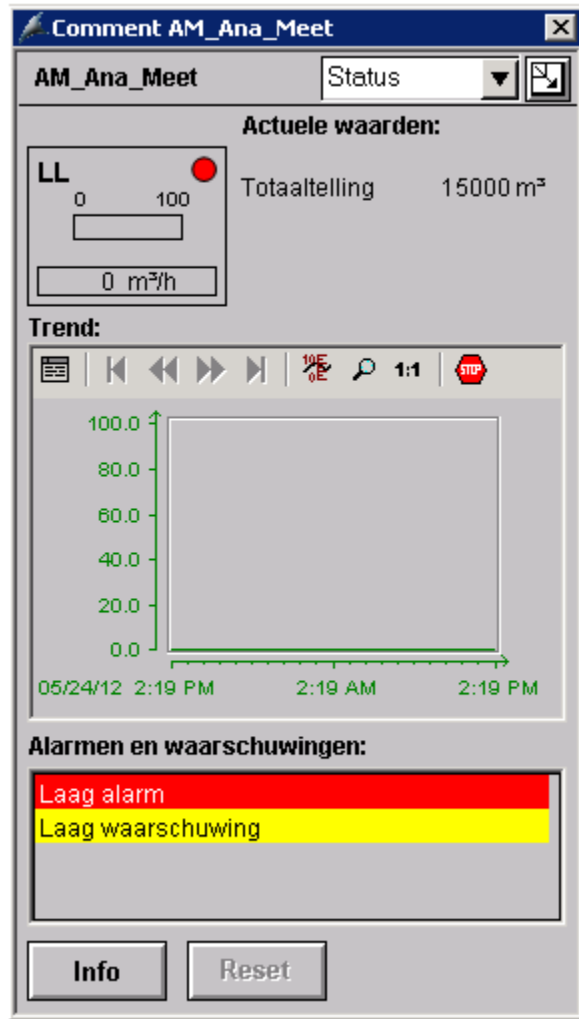 Comment AM_Ana_Meet
AM_Ana_Meet Status
Actuele waarden:
LL
0 100
0 m³/h
Totaaltelling 15000 m³
Trend:
1:1 STOP
100.0
80.0
60.0
40.0
20.0
0.0
05/24/12 2:19 PM 2:19 AM 2:19 PM
Alarmen en waarschuwingen:
Laag alarm
Laag waarschuwing
Info Reset